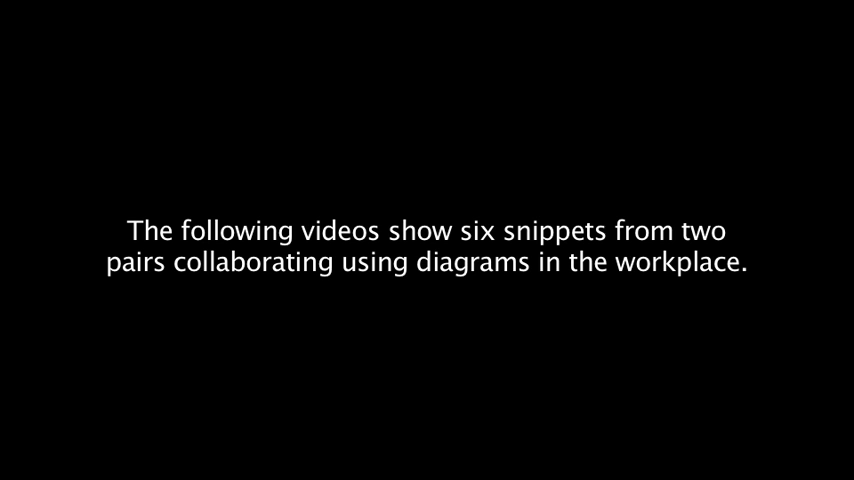 The following videos show six snippets from two
pairs collaborating using diagrams in the workplace.